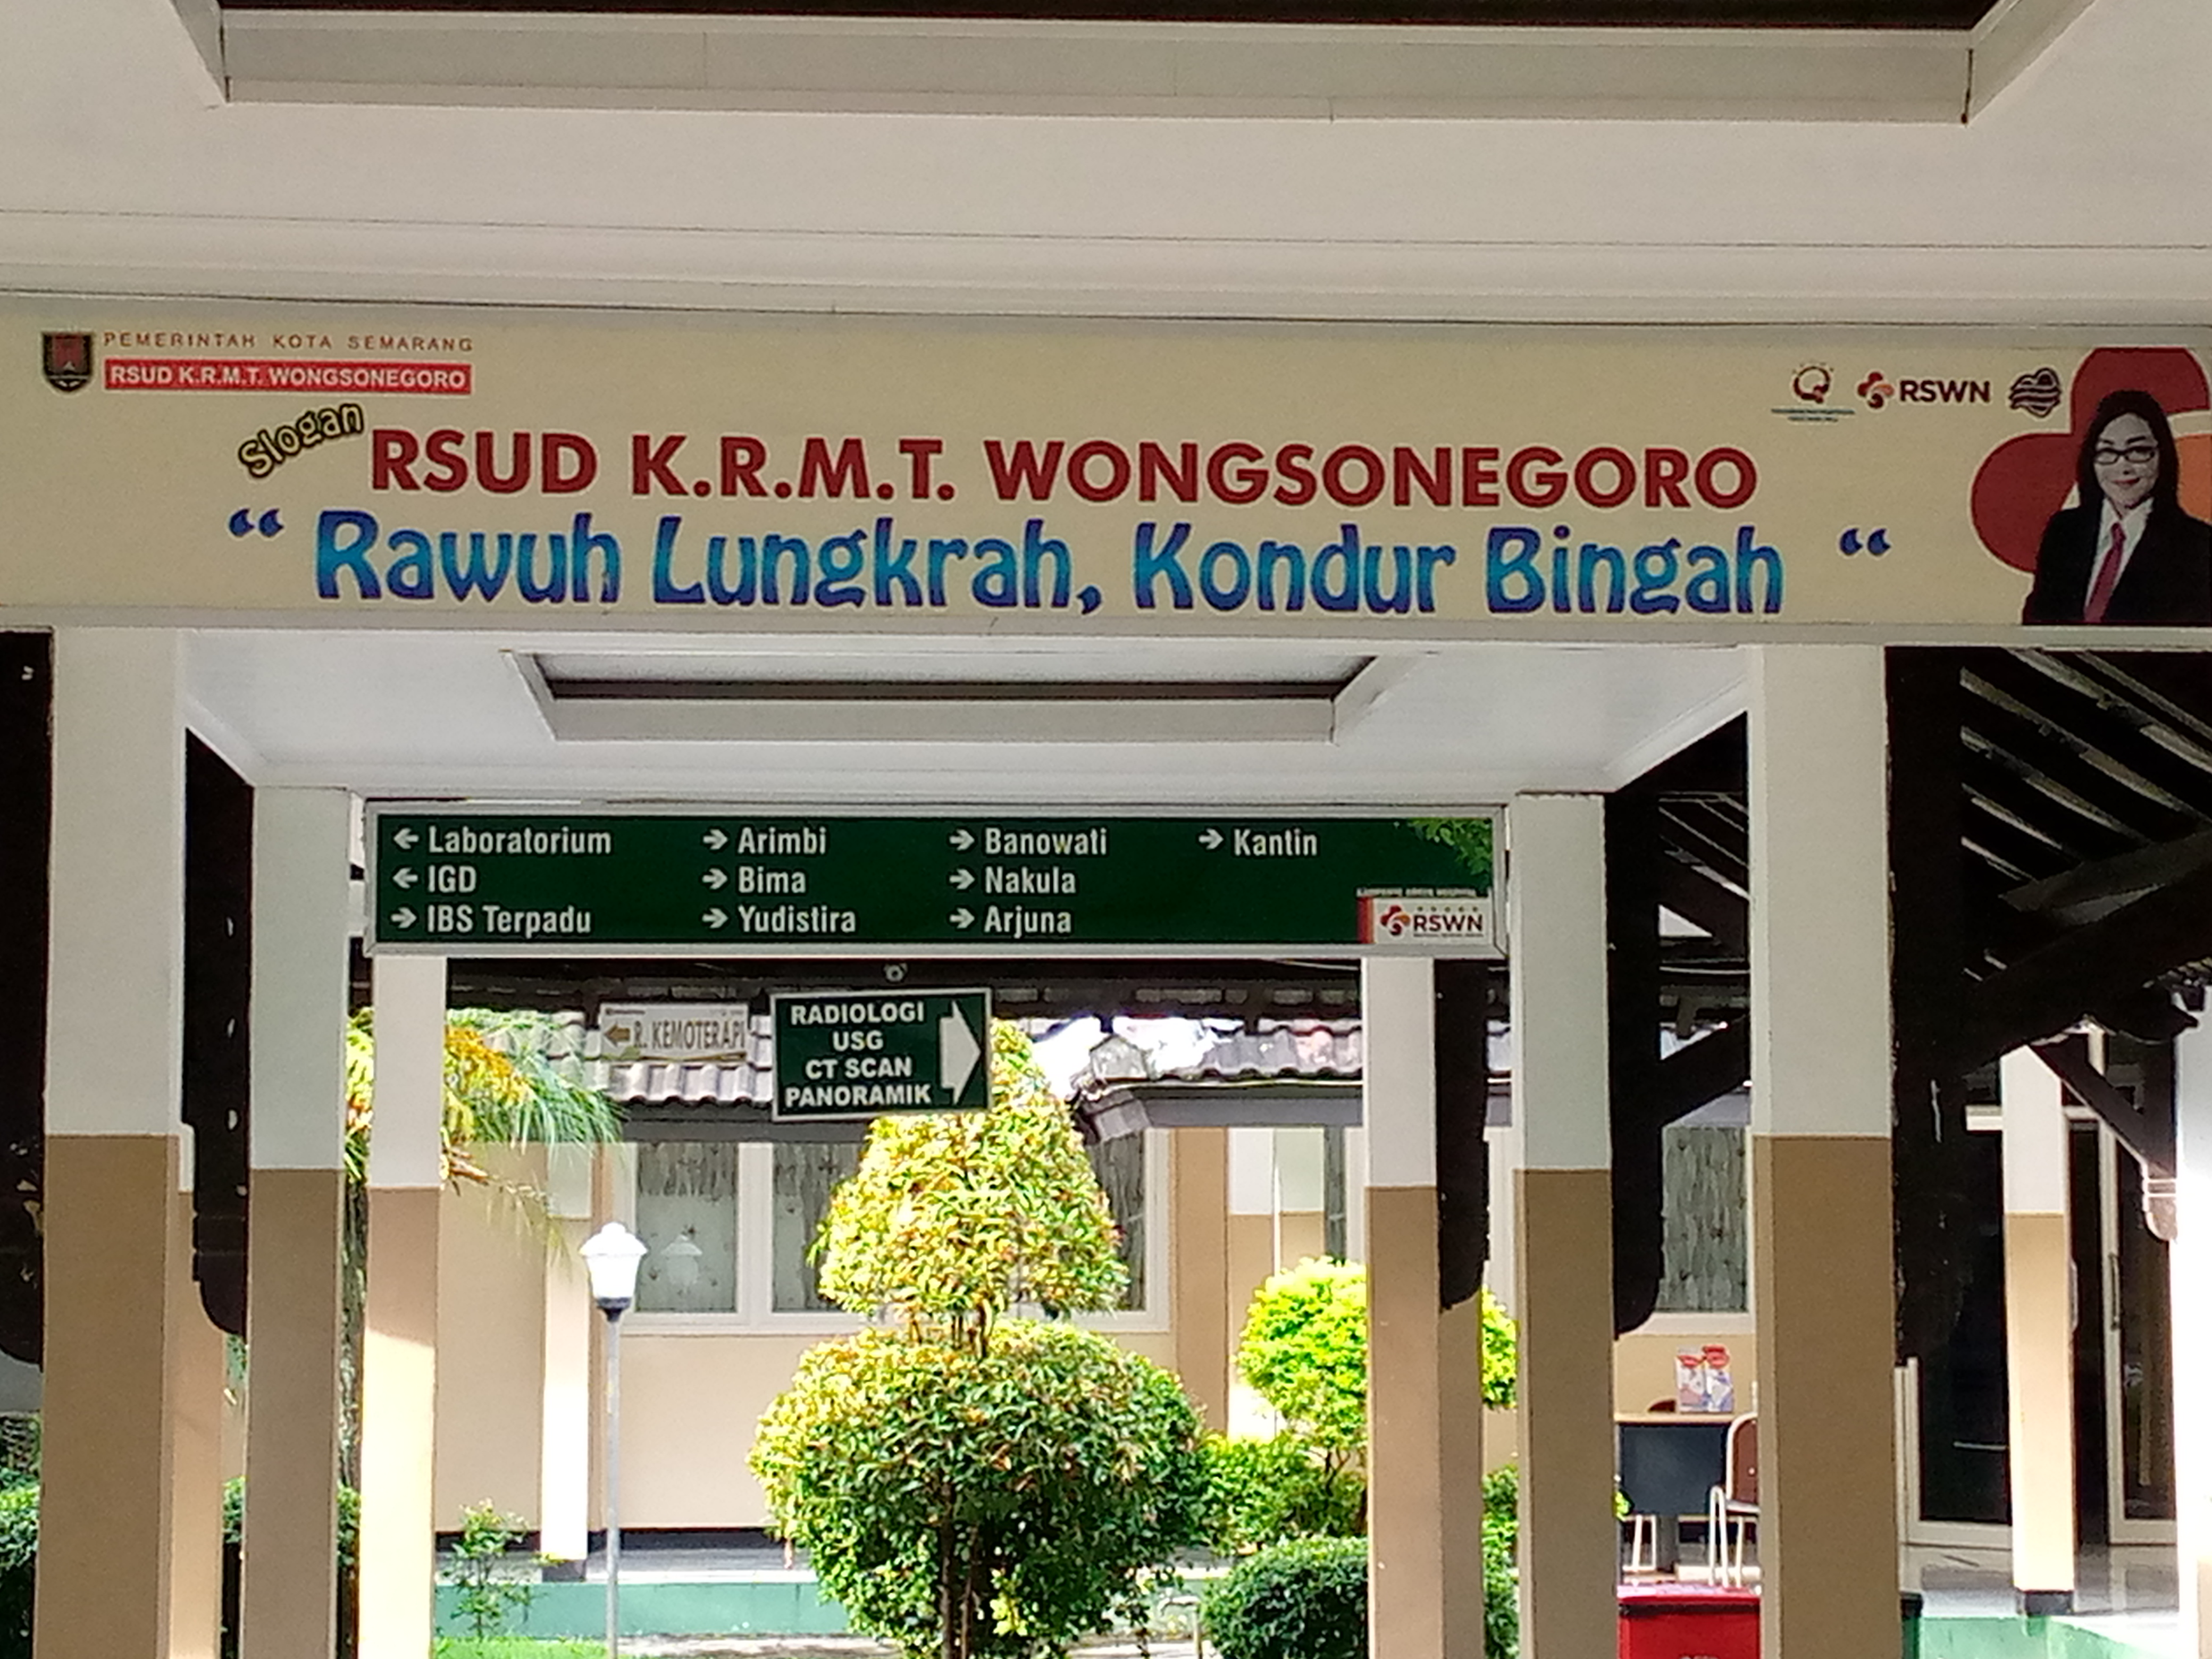 PEMERINTAH KOTA SEMARANG
RSUD K.R.M.T. WONGSONEGORO
RSWN
Slogan
RSUD K.R.M.T. WONGSONEGORO
“ Rawuh Lungkrah, Kondur Bingah “
← Laboratorium → Arimbi → Banowati → Kantin
← IGD → Bima → Nakula
→ IBS Terpadu → Yudistira → Arjuna
RSWN
← R. KEMOTERAPI
RADIOLOGI
USG
CT SCAN
PANORAMIK